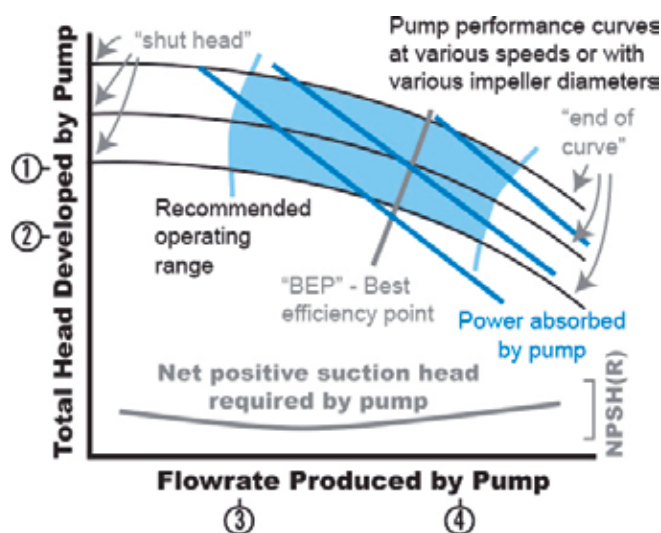 "shut head"
Pump performance curves
at various speeds or with
various impeller diameters
"end of
curve"
Total Head Developed by Pump
①
②
Recommended
operating
range
"BEP" - Best
efficiency point
Power absorbed
by pump
Net positive suction head
required by pump
NPSH(R)
Flowrate Produced by Pump
③
④